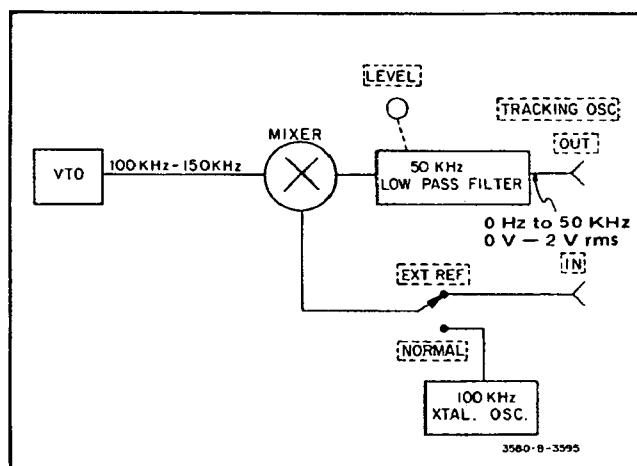 LEVEL
TRACKING OSC
MIXER
OUT
VTO
100KHz-150KHz
50 KHz
LOW PASS FILTER
0 Hz to 50 KHz
0 V – 2 V rms
EXT REF
IN
NORMAL
100 KHz
XTAL. OSC.
3580-B-3595